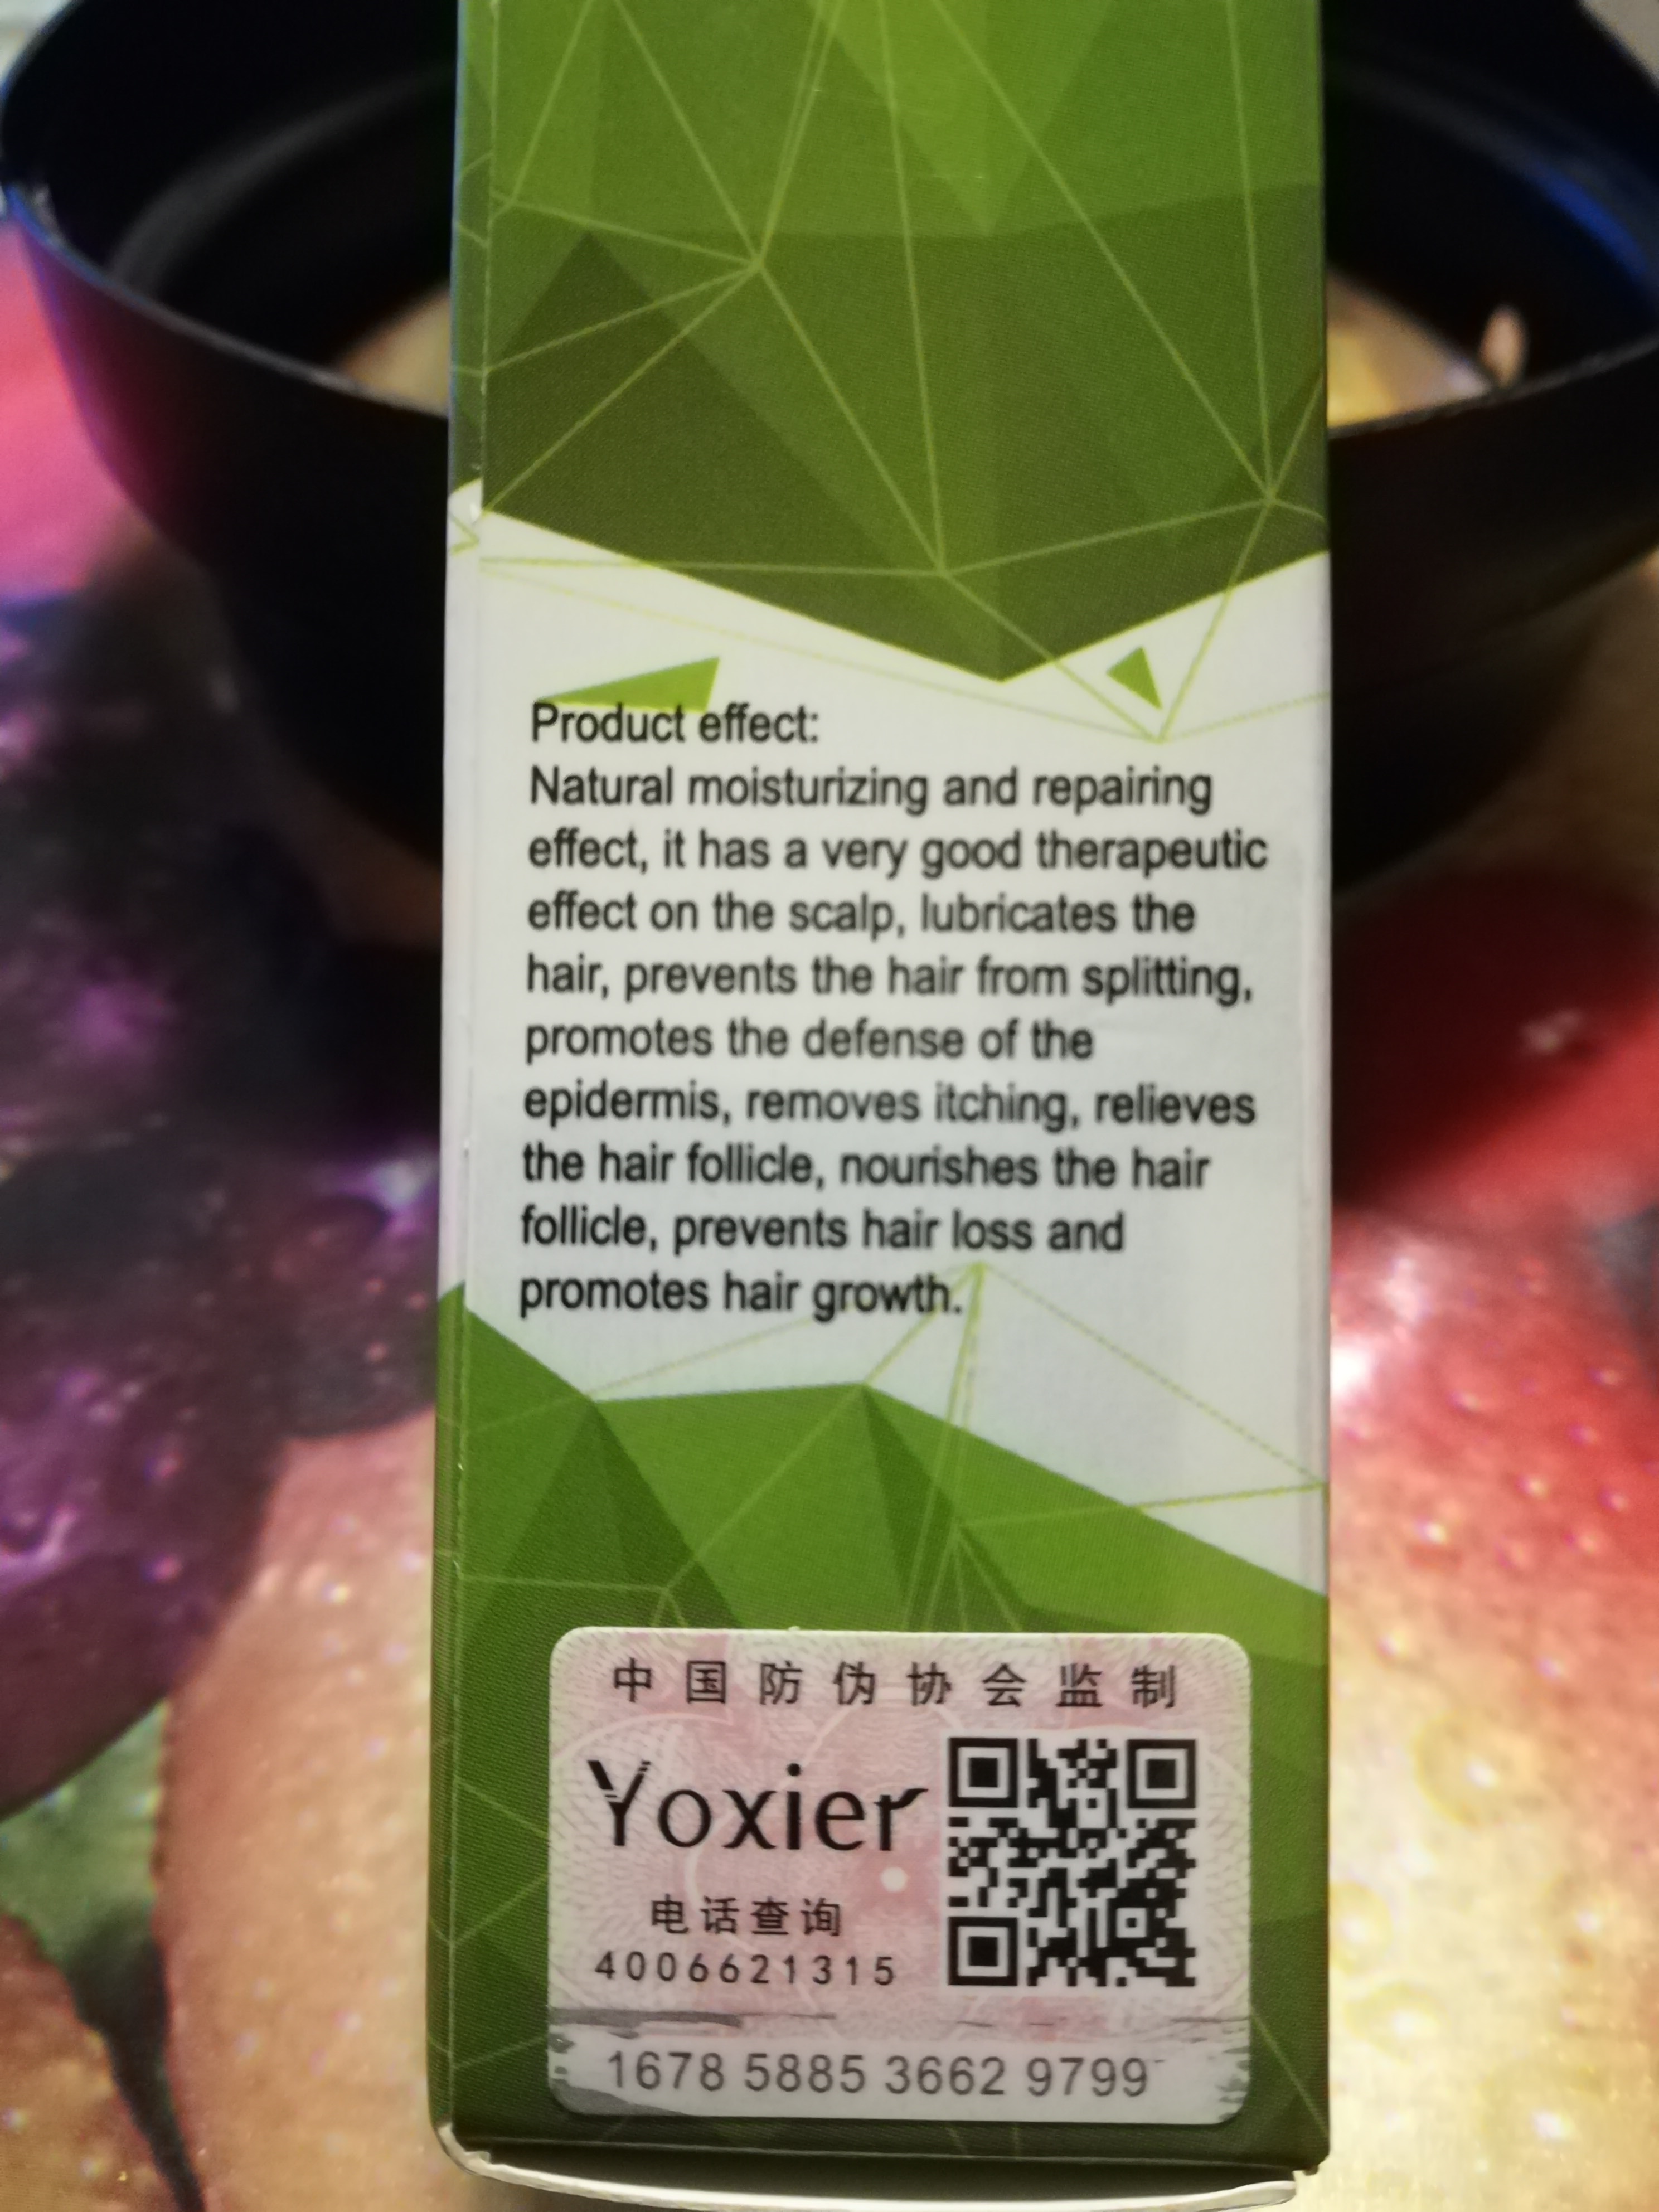 Product effect:
Natural moisturizing and repairing
effect, it has a very good therapeutic
effect on the scalp, lubricates the
hair, prevents the hair from splitting,
promotes the defense of the
epidermis, removes itching, relieves
the hair follicle, nourishes the hair
follicle, prevents hair loss and
promotes hair growth.
中国防伪协会监制
Yoxier
电话查询
4006621315
1678 5885 3662 9799